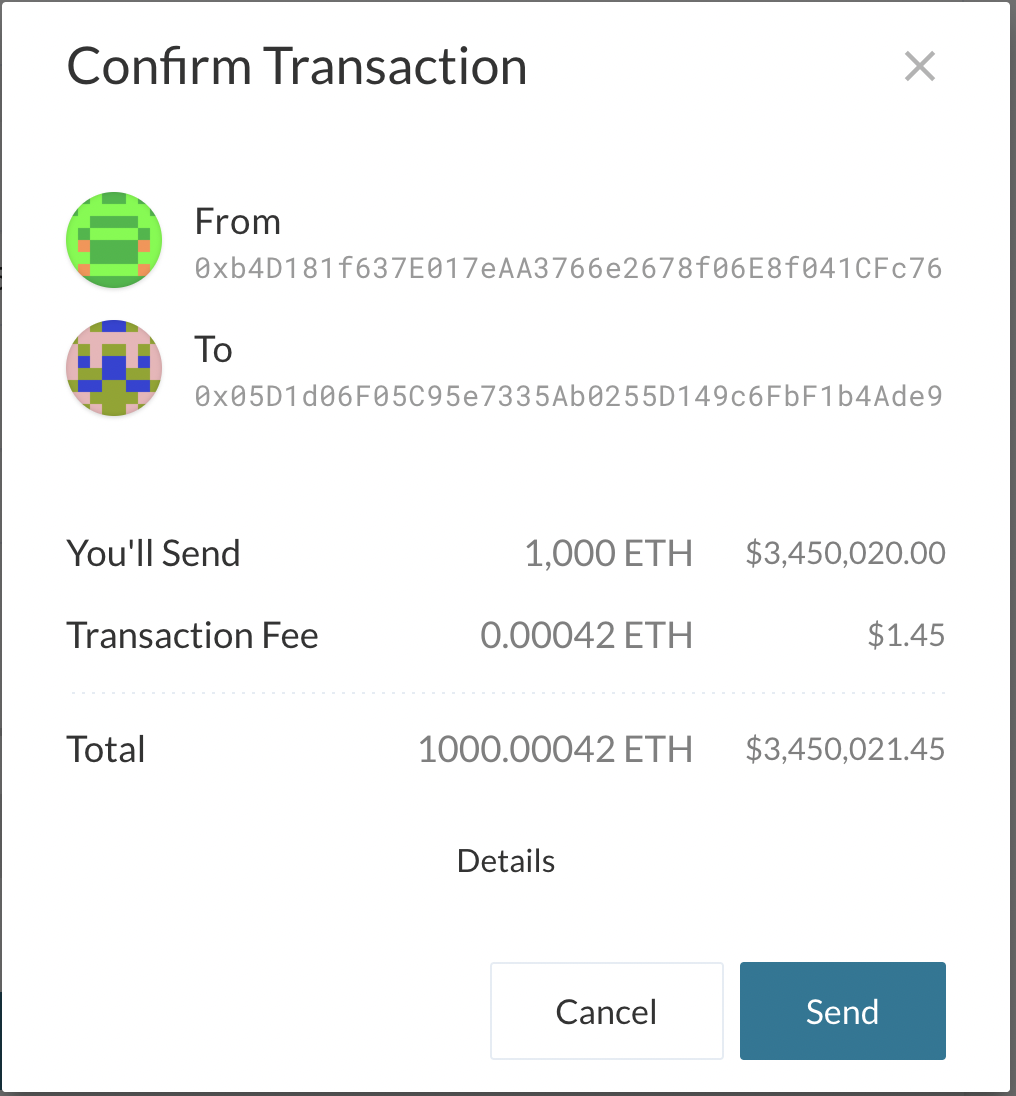 Confirm Transaction
From
0xb4D181f637E017eAA3766e2678f06E8f041CFc76
To
0x05D1d06F05C95e7335Ab0255D149c6FbF1b4Ade9
You'll Send 1,000 ETH $3,450,020.00
Transaction Fee 0.00042 ETH $1.45
Total 1000.00042 ETH $3,450,021.45
Details
Cancel Send